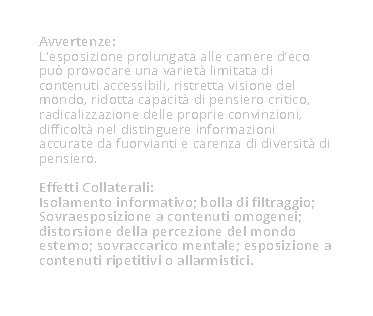 Avvertenze:
L'esposizione prolungata alle camere d'eco
può provocare una varietà limitata di
contenuti accessibili, ristretta visione del
mondo, ridotta capacità di pensiero critico,
radicalizzazione delle proprie convinzioni,
difficoltà nel distinguere informazioni
accurate da fuorvianti e carenza di diversità di
pensiero.

Effetti Collaterali:
Isolamento informativo; bolla di filtraggio;
Sovraesposizione a contenuti omogenei;
distorsione della percezione del mondo
esterno; sovraccarico mentale; esposizione a
contenuti ripetitivi o allarmistici.